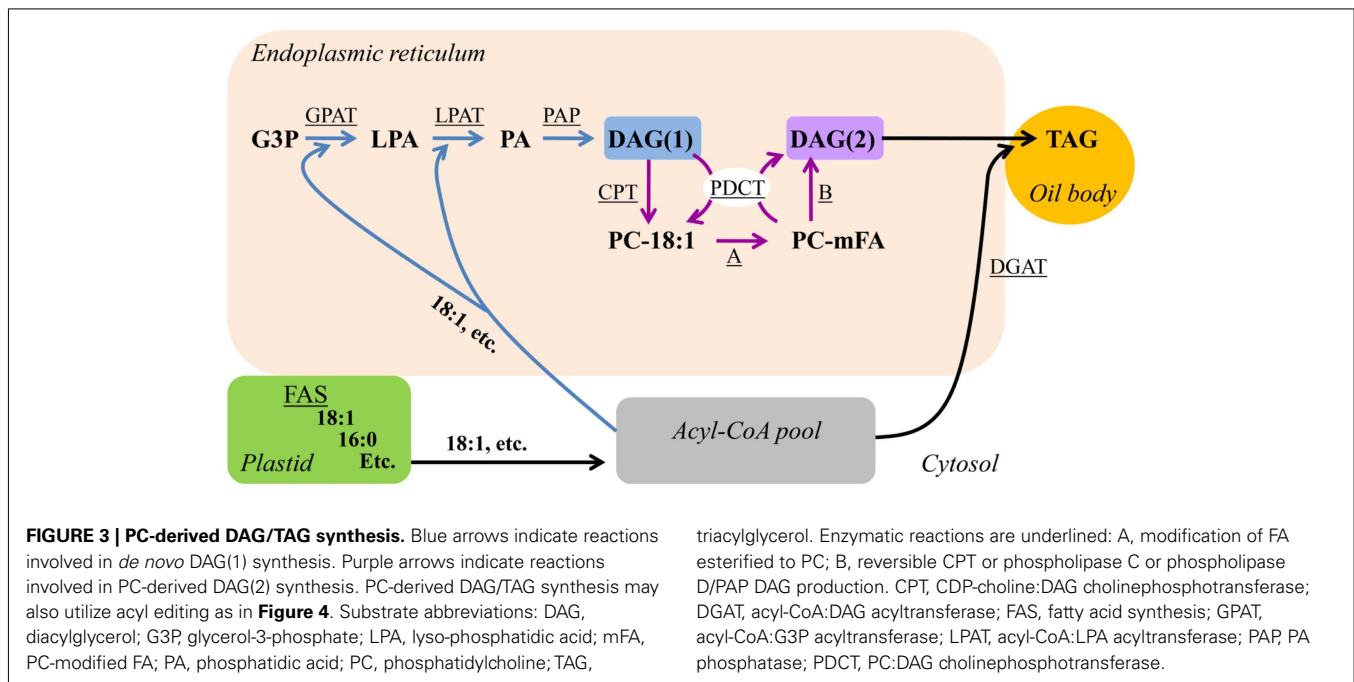 Endoplasmic reticulum
GPAT LPAT PAP
G3P LPA PA DAG(1) DAG(2) TAG
Oil body
CPT PDCT B
PC-18:1 PC-mFA
A
DGAT
18:1, etc.
FAS
18:1
16:0
Etc.
Plastid
18:1, etc.
Acyl-CoA pool
Cytosol
FIGURE 3 | PC-derived DAG/TAG synthesis. Blue arrows indicate reactions
involved in de novo DAG(1) synthesis. Purple arrows indicate reactions
involved in PC-derived DAG(2) synthesis. PC-derived DAG/TAG synthesis may
also utilize acyl editing as in Figure 4. Substrate abbreviations: DAG,
diacylglycerol; G3P, glycerol-3-phosphate; LPA, lyso-phosphatidic acid; mFA,
PC-modified FA; PA, phosphatidic acid; PC, phosphatidylcholine; TAG,
triacylglycerol. Enzymatic reactions are underlined: A, modification of FA
esterified to PC; B, reversible CPT or phospholipase C or phospholipase
D/PAP DAG production. CPT, CDP-choline:DAG cholinephosphotransferase;
DGAT, acyl-CoA:DAG acyltransferase; FAS, fatty acid synthesis; GPAT,
acyl-CoA:G3P acyltransferase; LPAT, acyl-CoA:LPA acyltransferase; PAP, PA
phosphatase; PDCT, PC:DAG cholinephosphotransferase.